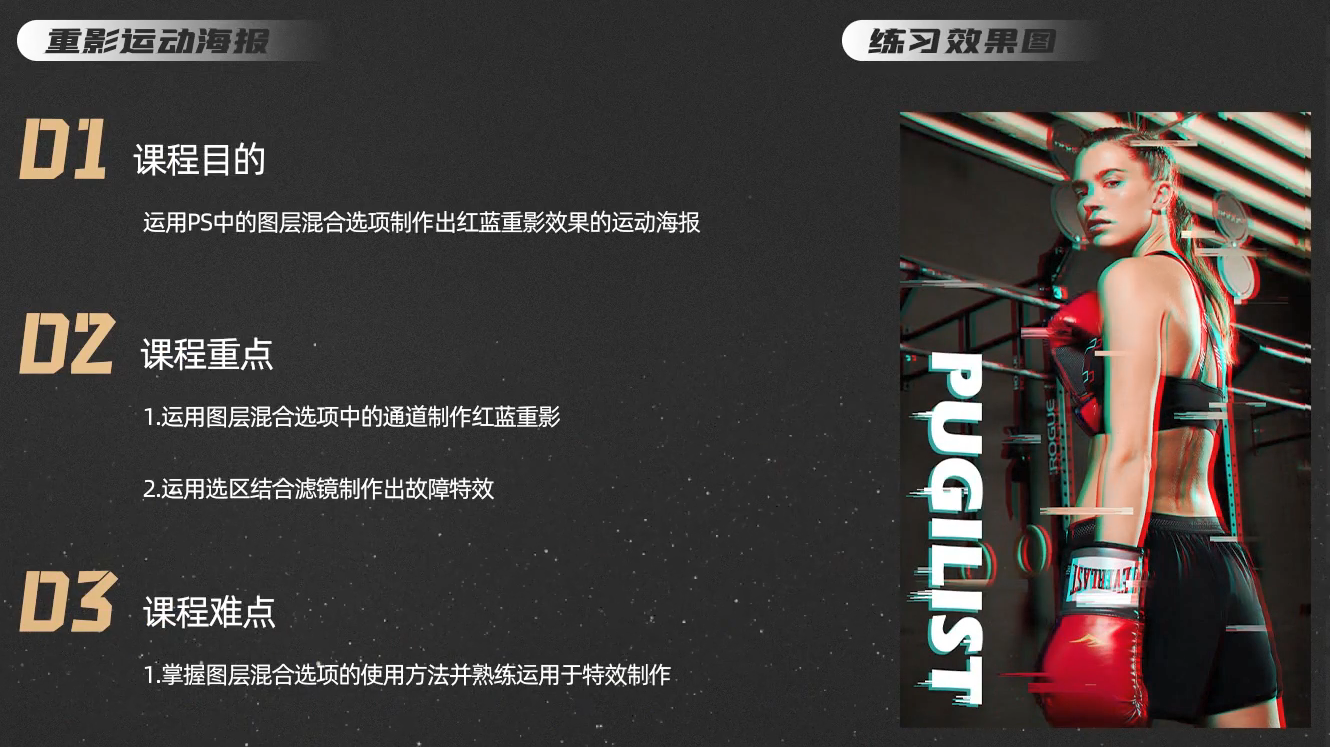 重影运动海报
练习效果图
01
课程目的
运用PS中的图层混合选项制作出红蓝重影效果的运动海报
02
课程重点
1.运用图层混合选项中的通道制作红蓝重影
2.运用选区结合滤镜制作出故障特效
03
课程难点
1.掌握图层混合选项的使用方法并熟练运用于特效制作
PUGILIST
ROGUE
EVERLAST